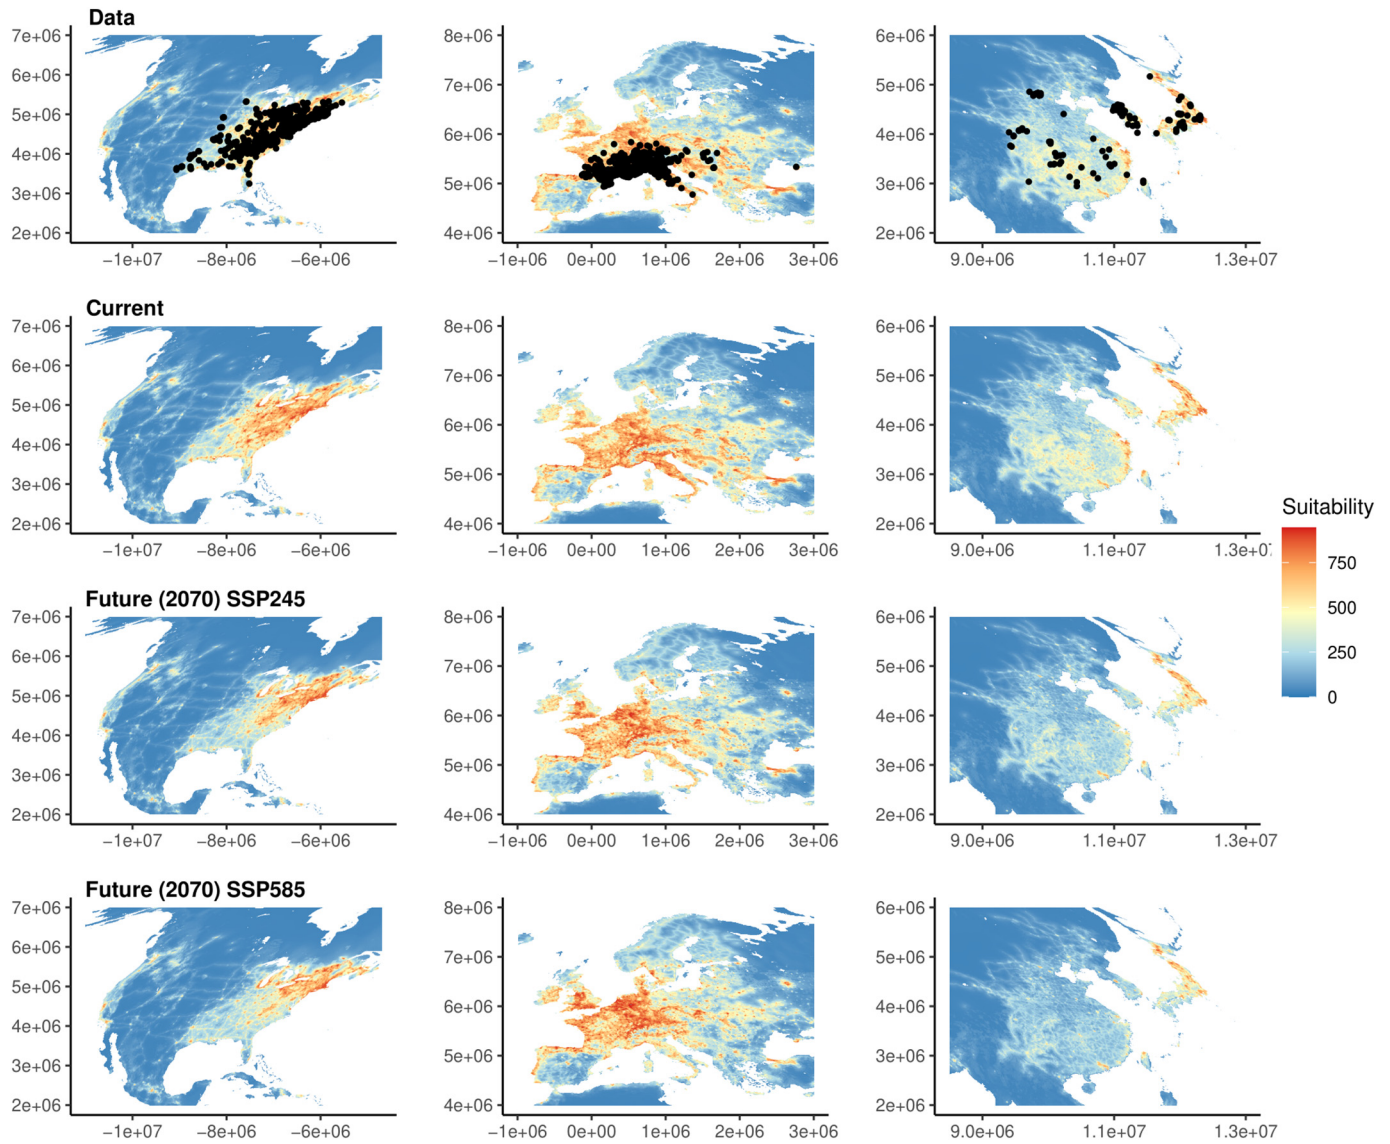 Data
7e+06
6e+06
5e+06
4e+06
3e+06
2e+06
−1e+07 −8e+06 −6e+06
8e+06
7e+06
6e+06
5e+06
4e+06
−1e+06 0e+00 1e+06 2e+06 3e+06
6e+06
5e+06
4e+06
3e+06
2e+06
9.0e+06 1.1e+07 1.3e+07
Current
7e+06
6e+06
5e+06
4e+06
3e+06
2e+06
−1e+07 −8e+06 −6e+06
8e+06
7e+06
6e+06
5e+06
4e+06
−1e+06 0e+00 1e+06 2e+06 3e+06
6e+06
5e+06
4e+06
3e+06
2e+06
9.0e+06 1.1e+07 1.3e+0
Future (2070) SSP245
7e+06
6e+06
5e+06
4e+06
3e+06
2e+06
−1e+07 −8e+06 −6e+06
8e+06
7e+06
6e+06
5e+06
4e+06
−1e+06 0e+00 1e+06 2e+06 3e+06
6e+06
5e+06
4e+06
3e+06
2e+06
9.0e+06 1.1e+07 1.3e+07
Future (2070) SSP585
7e+06
6e+06
5e+06
4e+06
3e+06
2e+06
−1e+07 −8e+06 −6e+06
8e+06
7e+06
6e+06
5e+06
4e+06
−1e+06 0e+00 1e+06 2e+06 3e+06
6e+06
5e+06
4e+06
3e+06
2e+06
9.0e+06 1.1e+07 1.3e+07
Suitability
750
500
250
0